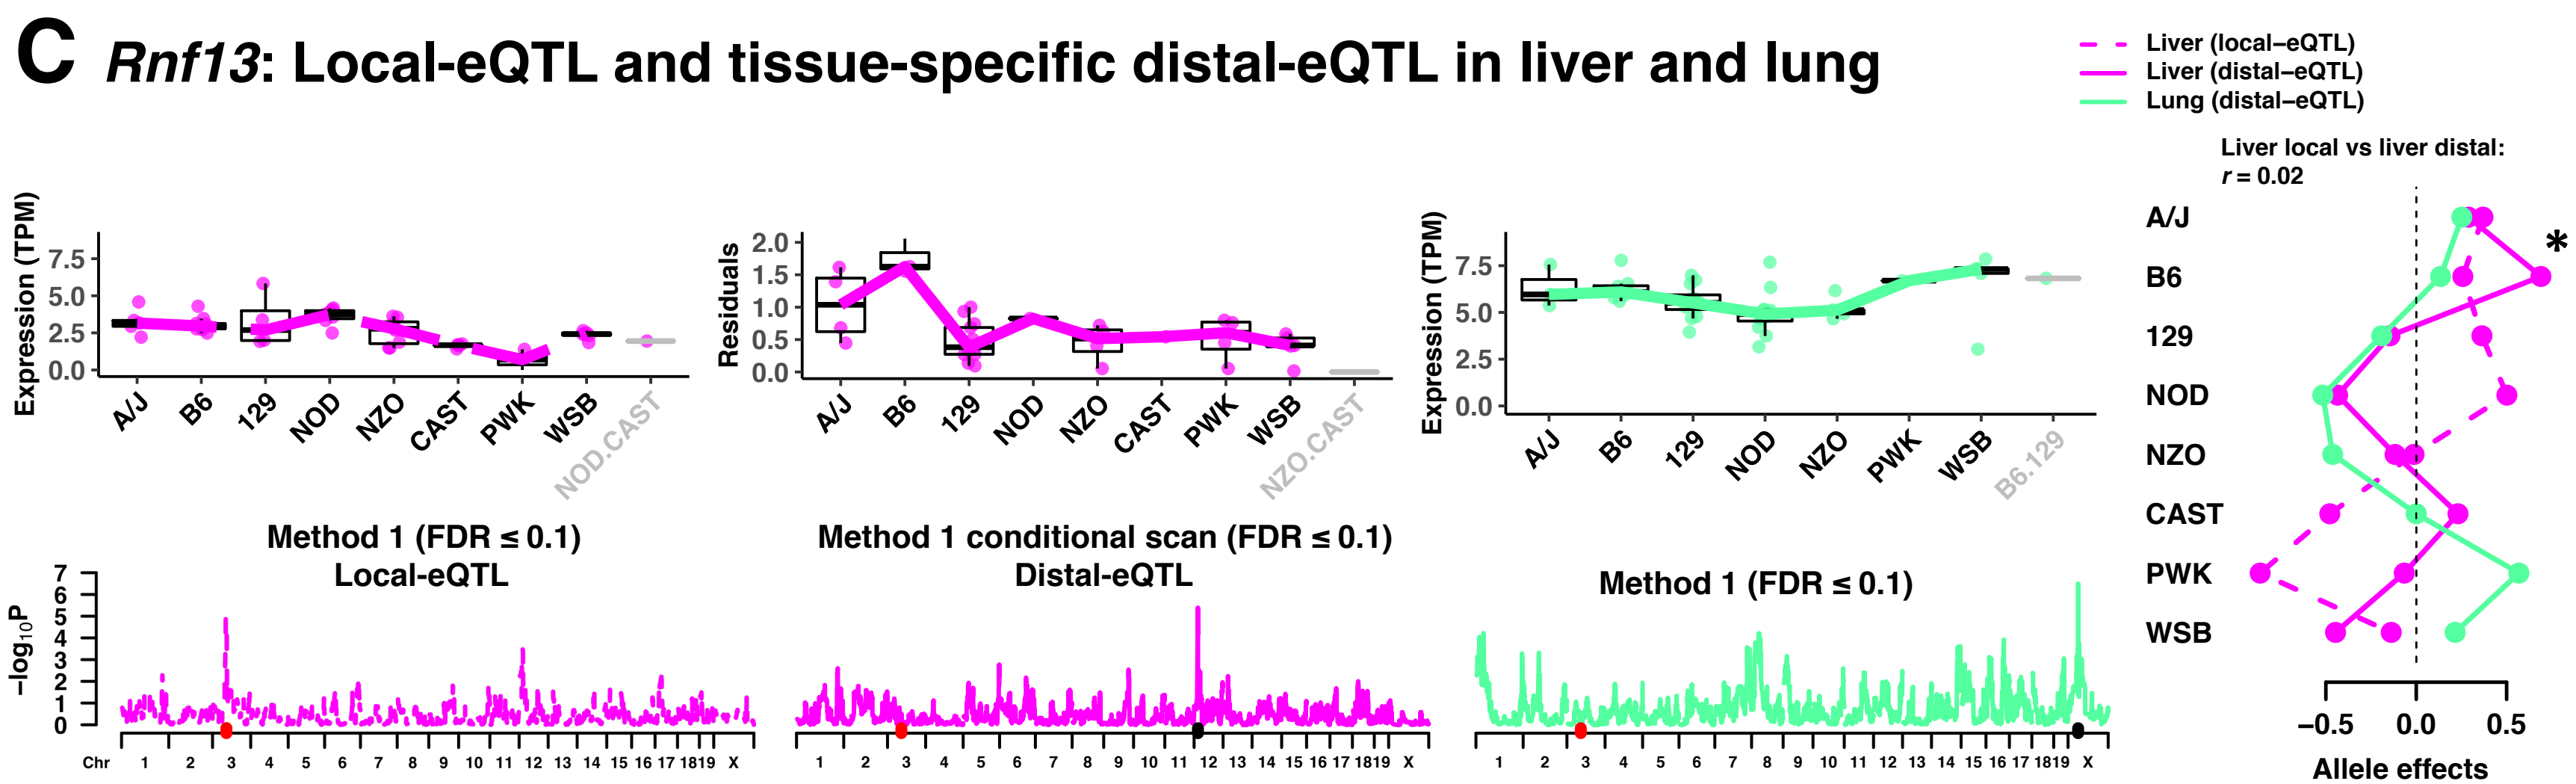 C Rnf13: Local-eQTL and tissue-specific distal-eQTL in liver and lung
Liver (local–eQTL)
Liver (distal–eQTL)
Lung (distal–eQTL)
Liver local vs liver distal:
r = 0.02
Expression (TPM)
7.5
5.0
2.5
0.0
A/J B6 129 NOD NZO CAST PWK WSB NOD.CAST
Residuals
2.0
1.5
1.0
0.5
0.0
A/J B6 129 NOD NZO CAST PWK WSB NZO.CAST
Expression (TPM)
7.5
5.0
2.5
0.0
A/J B6 129 NOD NZO PWK WSB B6.129
A/J
*
B6
129
NOD
NZO
CAST
PWK
WSB
−0.5 0.0 0.5
Allele effects
Method 1 (FDR ≤ 0.1)
Local-eQTL
−log10P
7
6
5
4
3
2
1
0
Chr 1 2 3 4 5 6 7 8 9 10 11 12 13 14 15 16 17 18 19 X
Method 1 conditional scan (FDR ≤ 0.1)
Distal-eQTL
1 2 3 4 5 6 7 8 9 10 11 12 13 14 15 16 17 18 19 X
Method 1 (FDR ≤ 0.1)
1 2 3 4 5 6 7 8 9 10 11 12 13 14 15 16 17 18 19 X